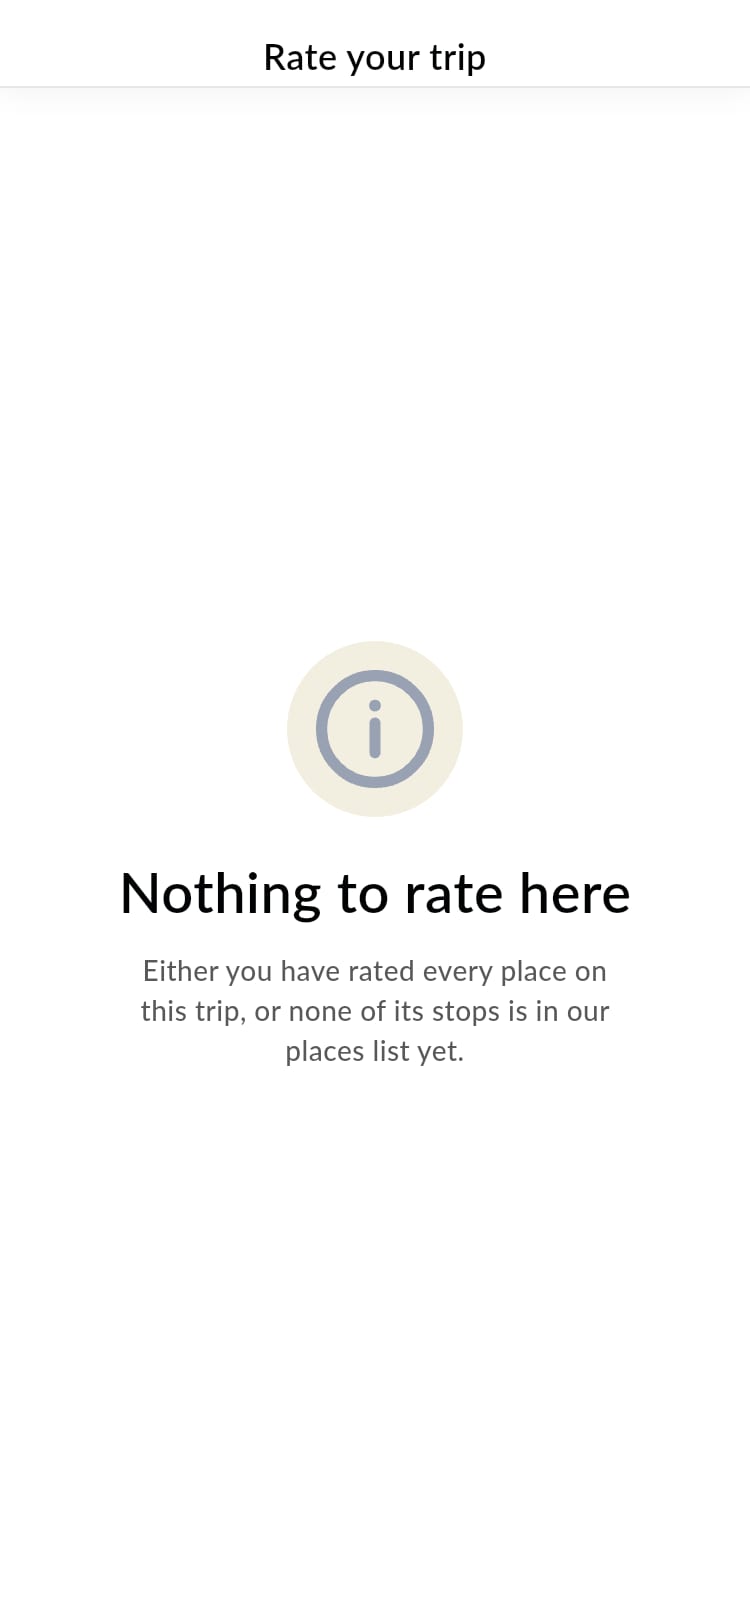 Rate your trip
Nothing to rate here
Either you have rated every place on
this trip, or none of its stops is in our
places list yet.